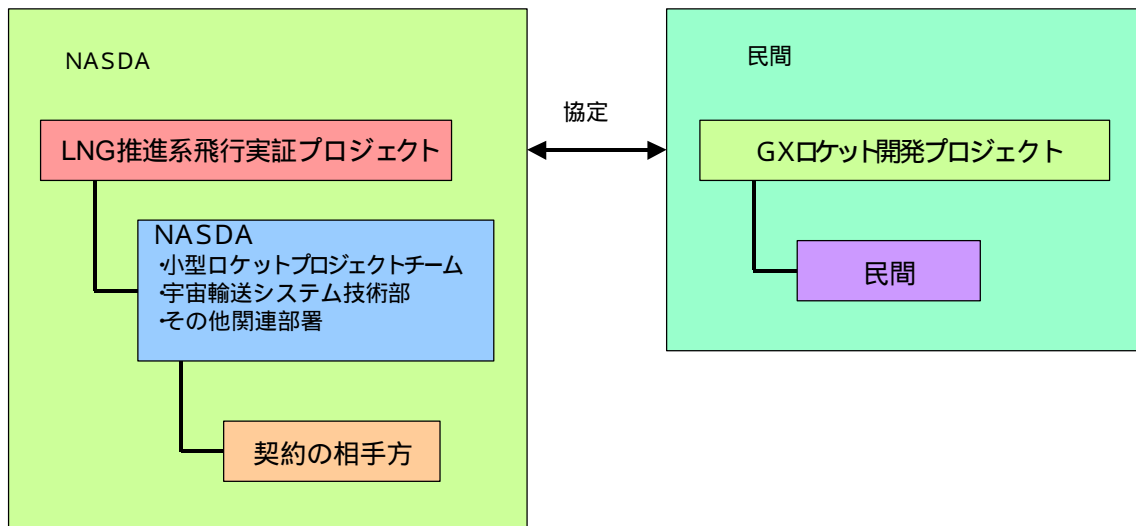 NASDA
LNG推進系飛行実証プロジェクト
NASDA
・小型ロケットプロジェクトチーム
・宇宙輸送システム技術部
・その他関連部署
契約の相手方
協定
民間
GXロケット開発プロジェクト
民間